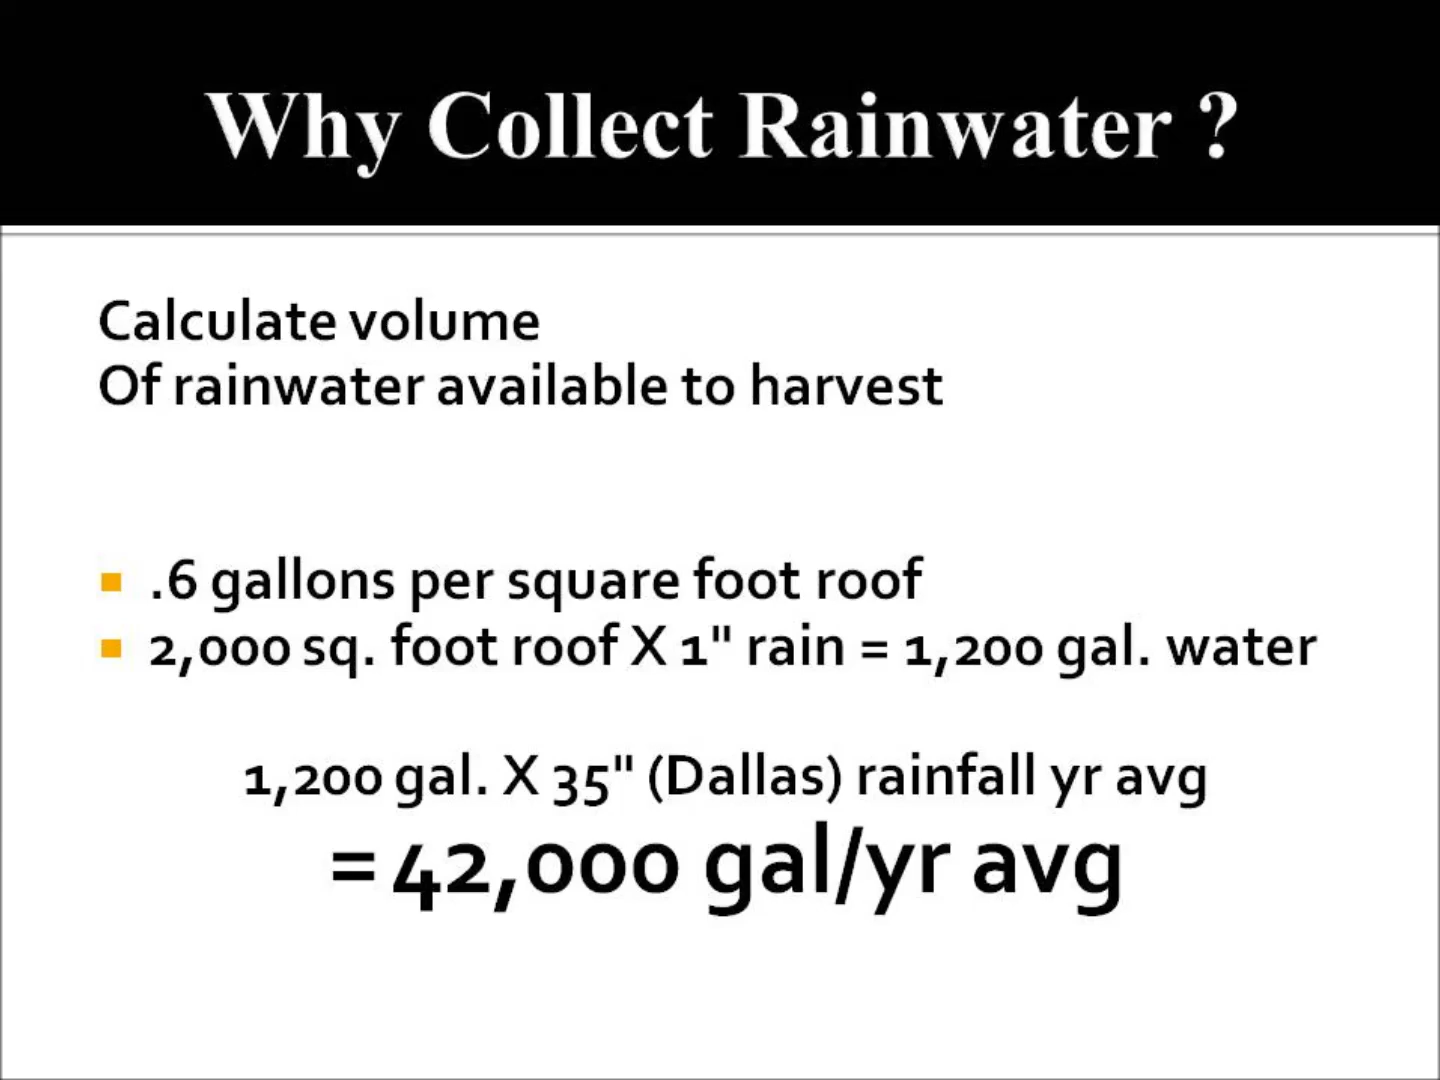 Why Collect Rainwater ?
Calculate volume
Of rainwater available to harvest
▪ .6 gallons per square foot roof
▪ 2,000 sq. foot roof X 1" rain = 1,200 gal. water
1,200 gal. X 35" (Dallas) rainfall yr avg
= 42,000 gal/yr avg